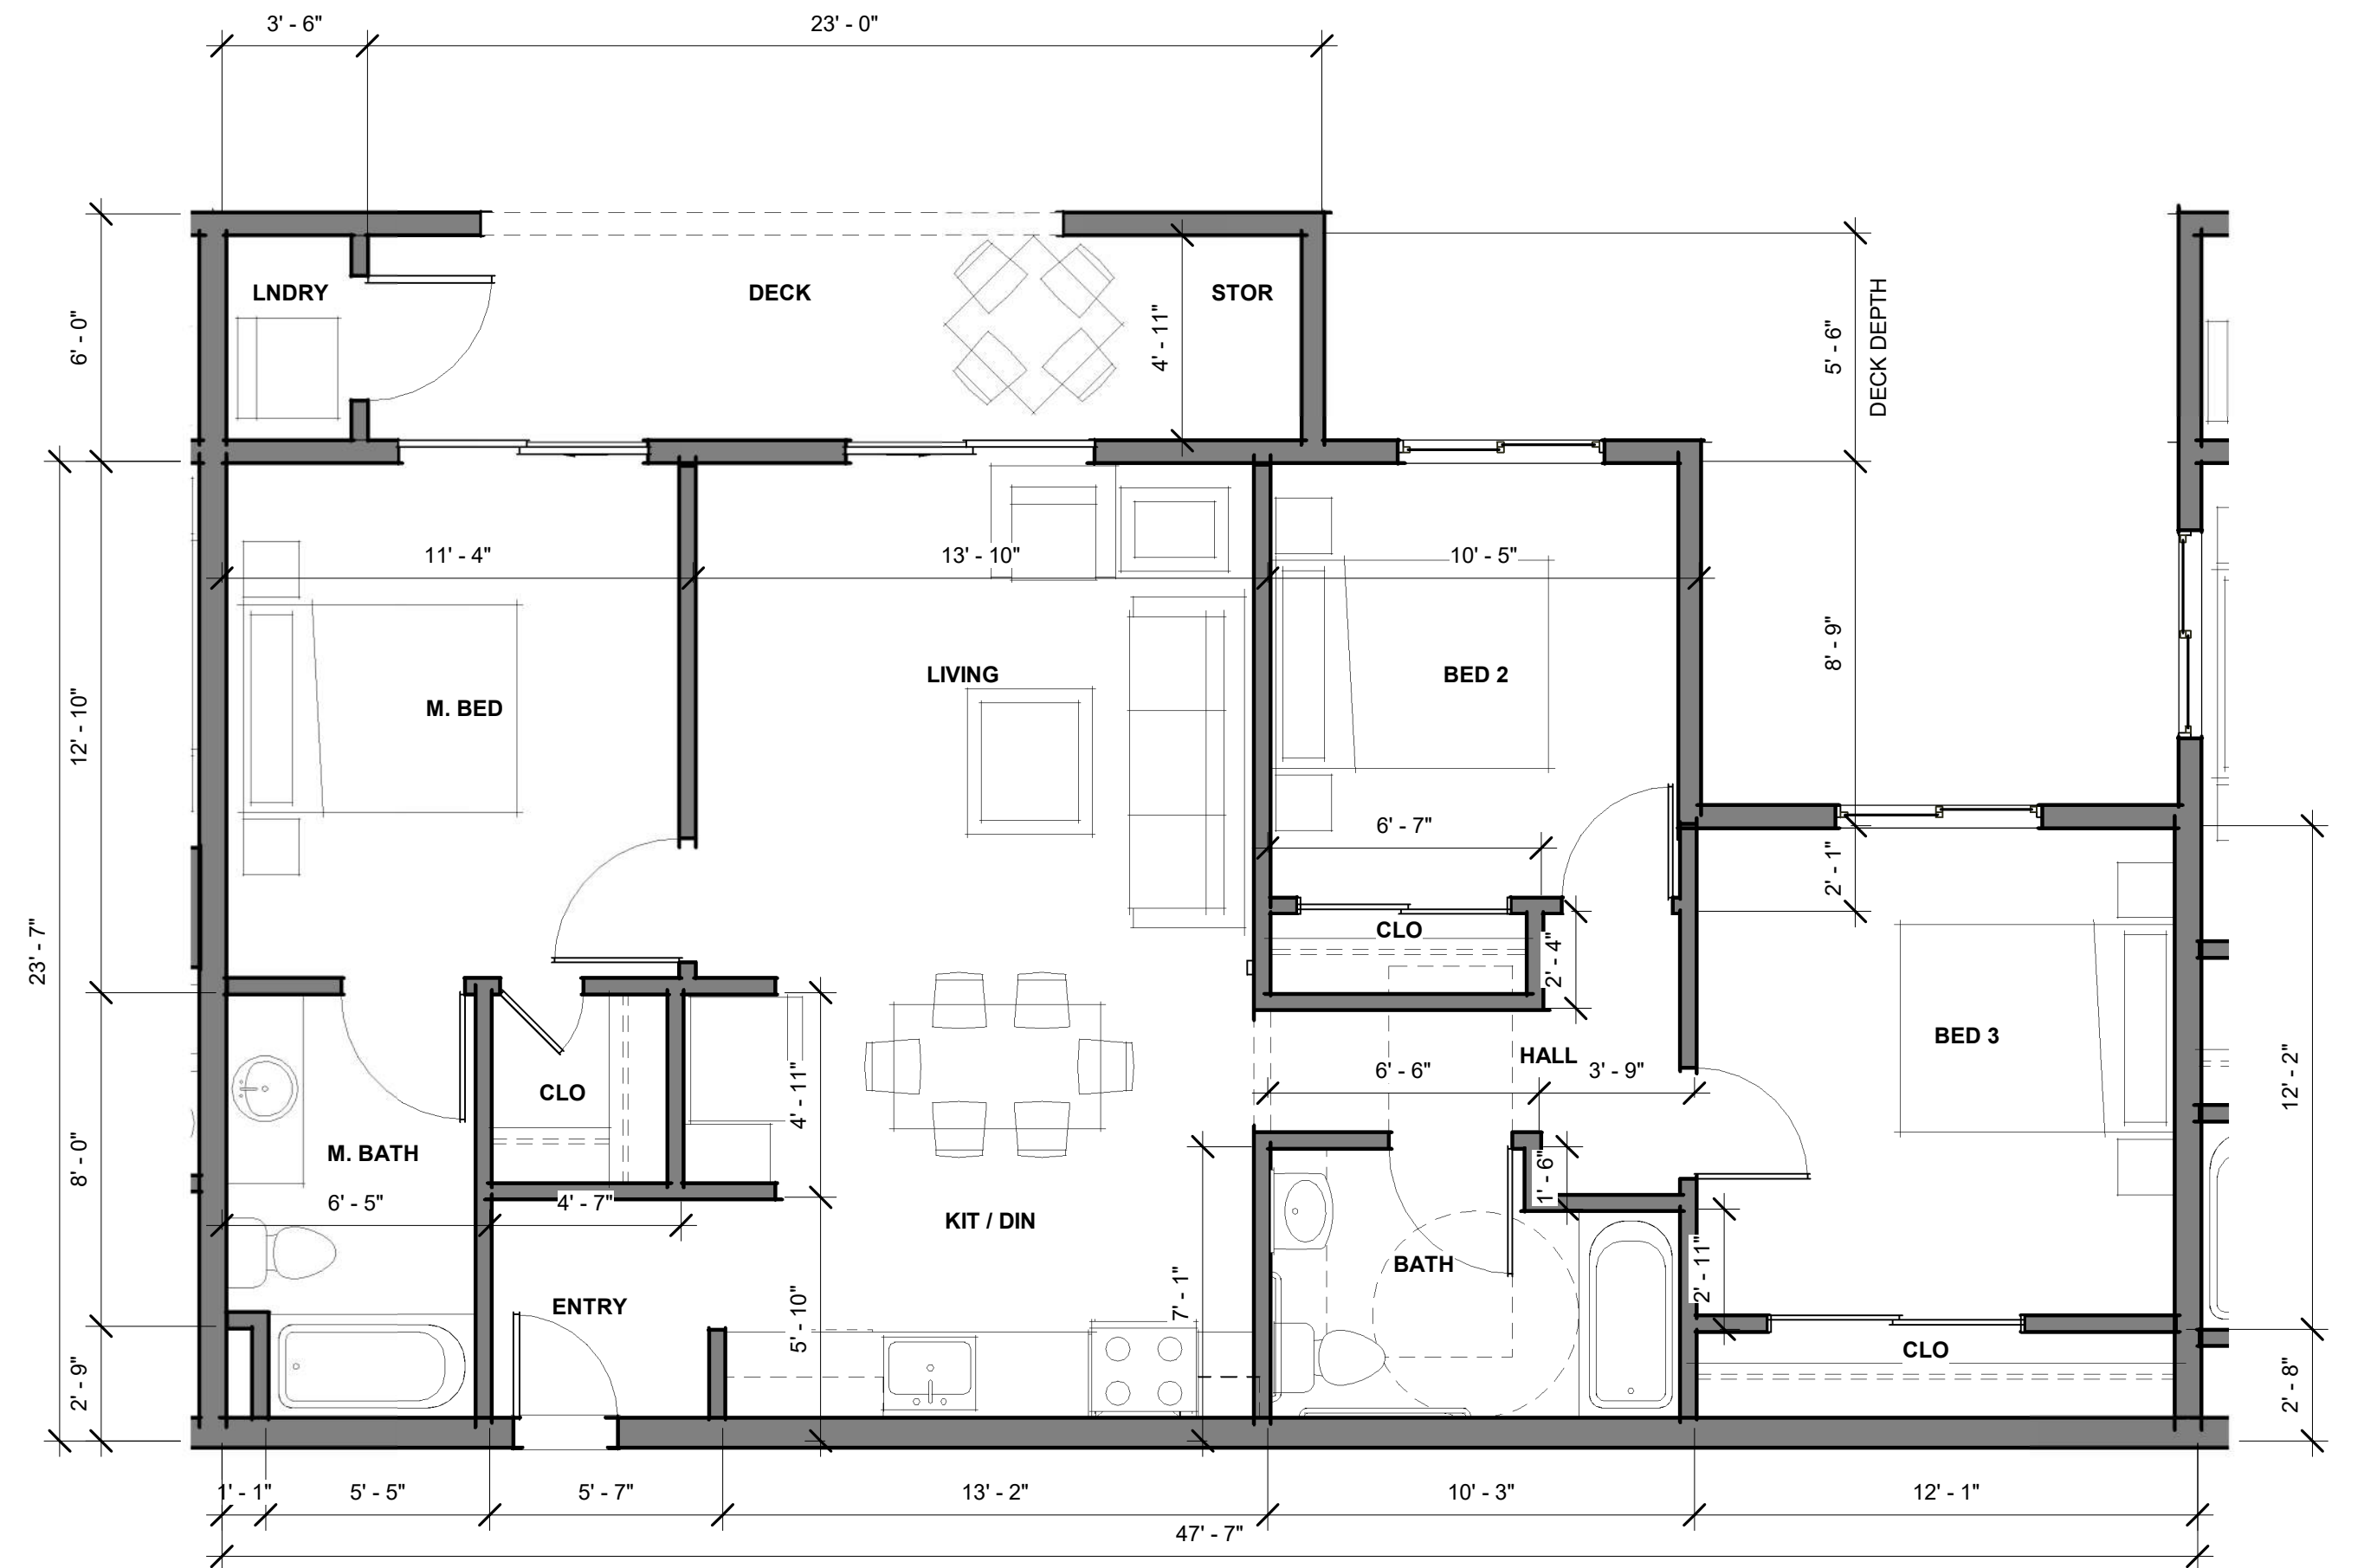 3' - 6"
23' - 0"
LNDRY
DECK
STOR
6' - 0"
4' - 11"
5' - 6"
DECK DEPTH
11' - 4"
13' - 10"
10' - 5"
8' - 9"
LIVING
BED 2
M. BED
12' - 10"
6' - 7"
2' - 1"
CLO
23' - 7"
2' - 4"
BED 3
HALL
6' - 6"
3' - 9"
12' - 2"
CLO
4' - 11"
M. BATH
8' - 0"
1' - 6"
6' - 5"
4' - 7"
KIT / DIN
BATH
2' - 11"
7' - 1"
ENTRY
5' - 10"
CLO
2' - 9"
2' - 8"
1' - 1"
5' - 5"
5' - 7"
13' - 2"
10' - 3"
12' - 1"
47' - 7"